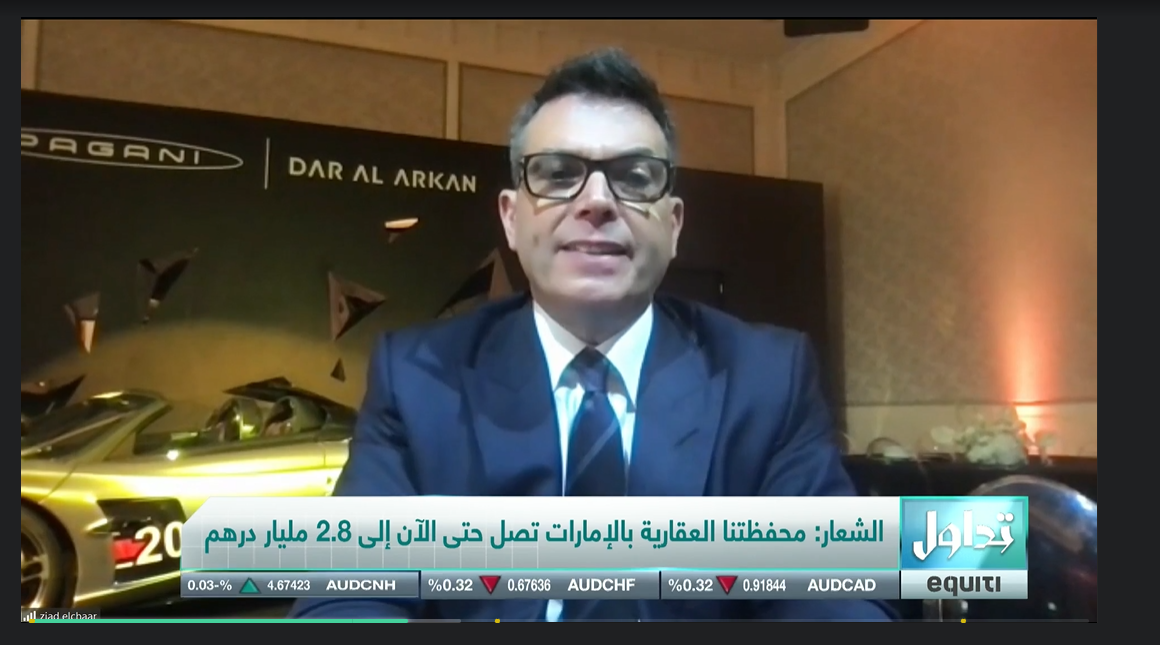 PAGANI
DAR AL ARKAN
20
الشعار: محفظتنا العقارية بالإمارات تصل حتى الآن إلى 2.8 مليار درهم
تداول
0.03-% 4.67423 AUDCNH
%0.32 0.67636 AUDCHF
%0.32 0.91844 AUDCAD
equiti
ziad elchaar